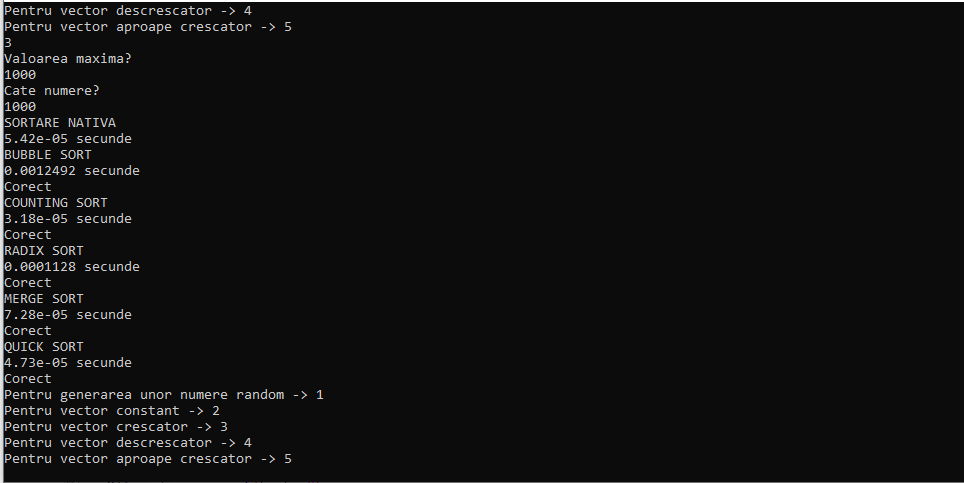 Pentru vector descrescator -> 4
Pentru vector aproape crescator -> 5
3
Valoarea maxima?
1000
Cate numere?
1000
SORTARE NATIVA
5.42e-05 secunde
BUBBLE SORT
0.0012492 secunde
Corect
COUNTING SORT
3.18e-05 secunde
Corect
RADIX SORT
0.0001128 secunde
Corect
MERGE SORT
7.28e-05 secunde
Corect
QUICK SORT
4.73e-05 secunde
Corect
Pentru generarea unor numere random -> 1
Pentru vector constant -> 2
Pentru vector crescator -> 3
Pentru vector descrescator -> 4
Pentru vector aproape crescator -> 5